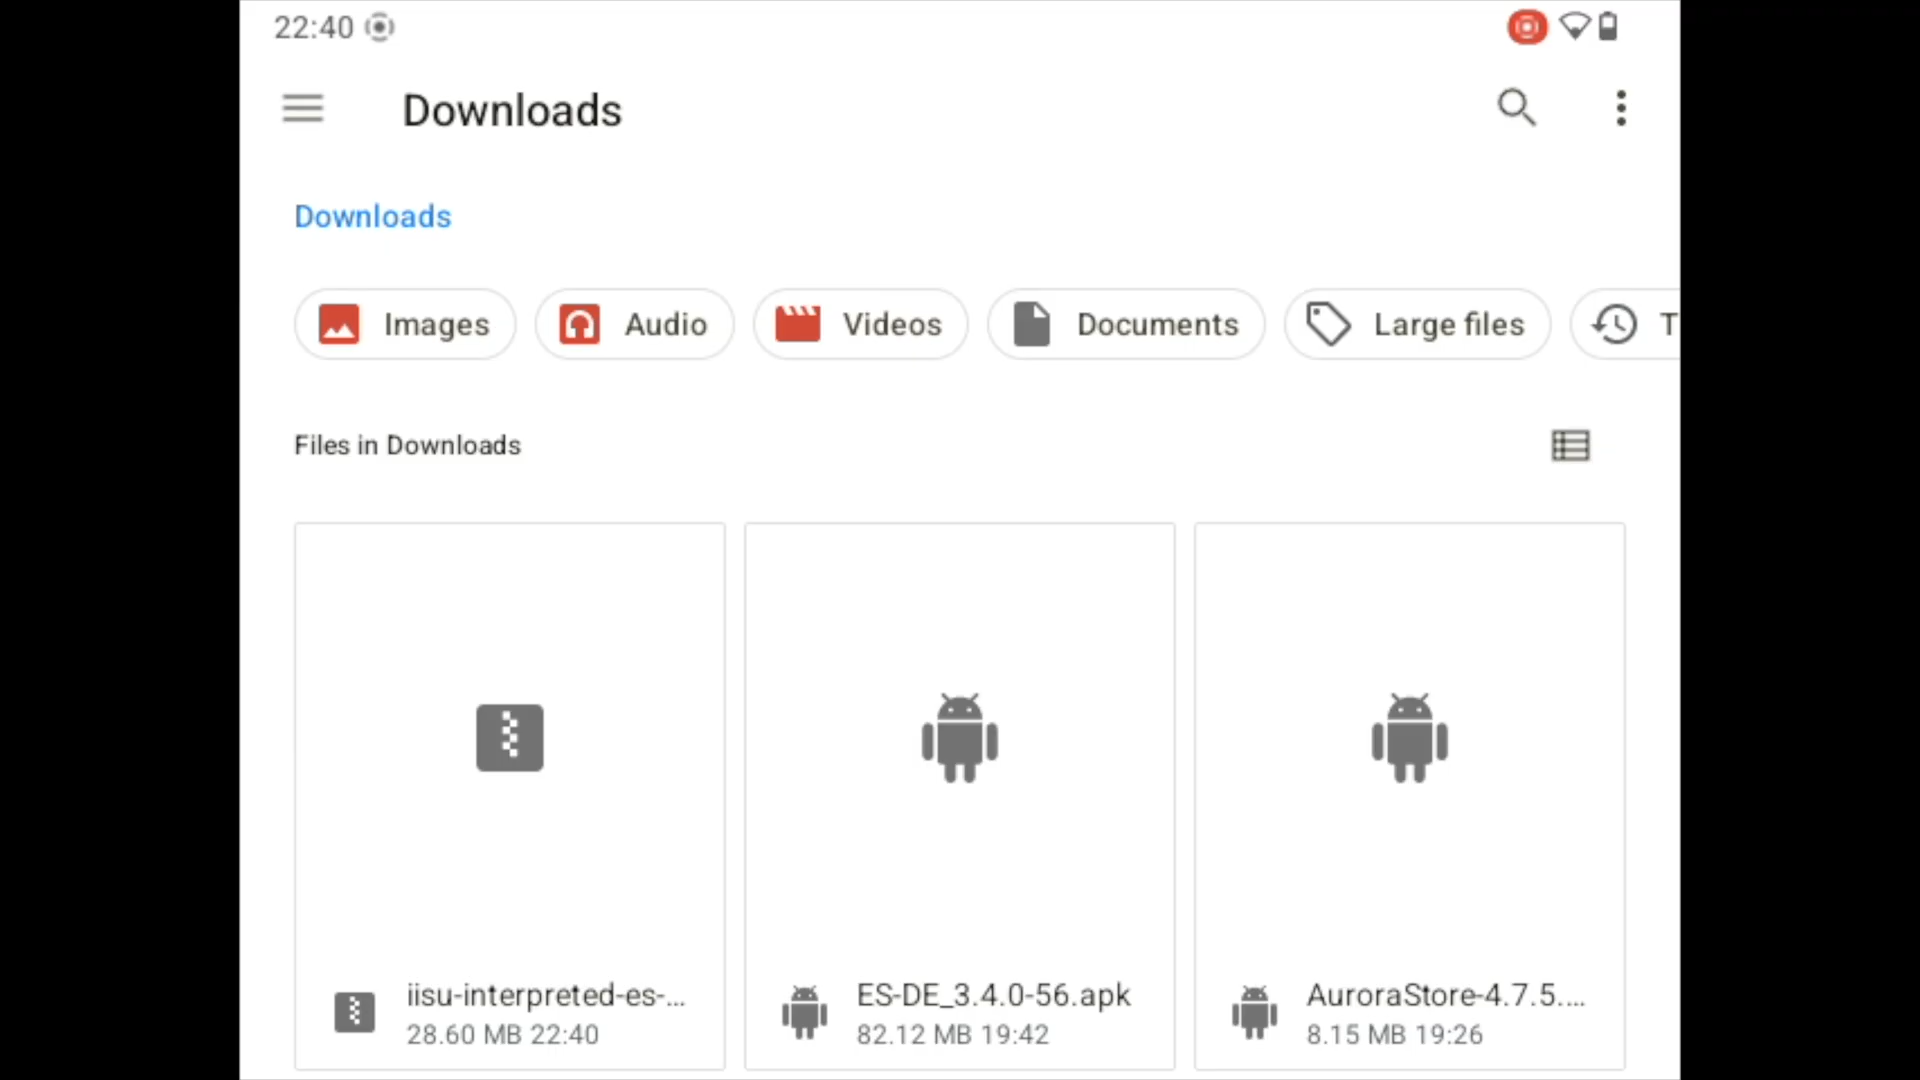 22:40
Downloads
Downloads
Images
Audio
Videos
Documents
Large files
T
Files in Downloads
iisu-interpreted-es-...
28.60 MB 22:40
ES-DE_3.4.0-56.apk
82.12 MB 19:42
AuroraStore-4.7.5....
8.15 MB 19:26